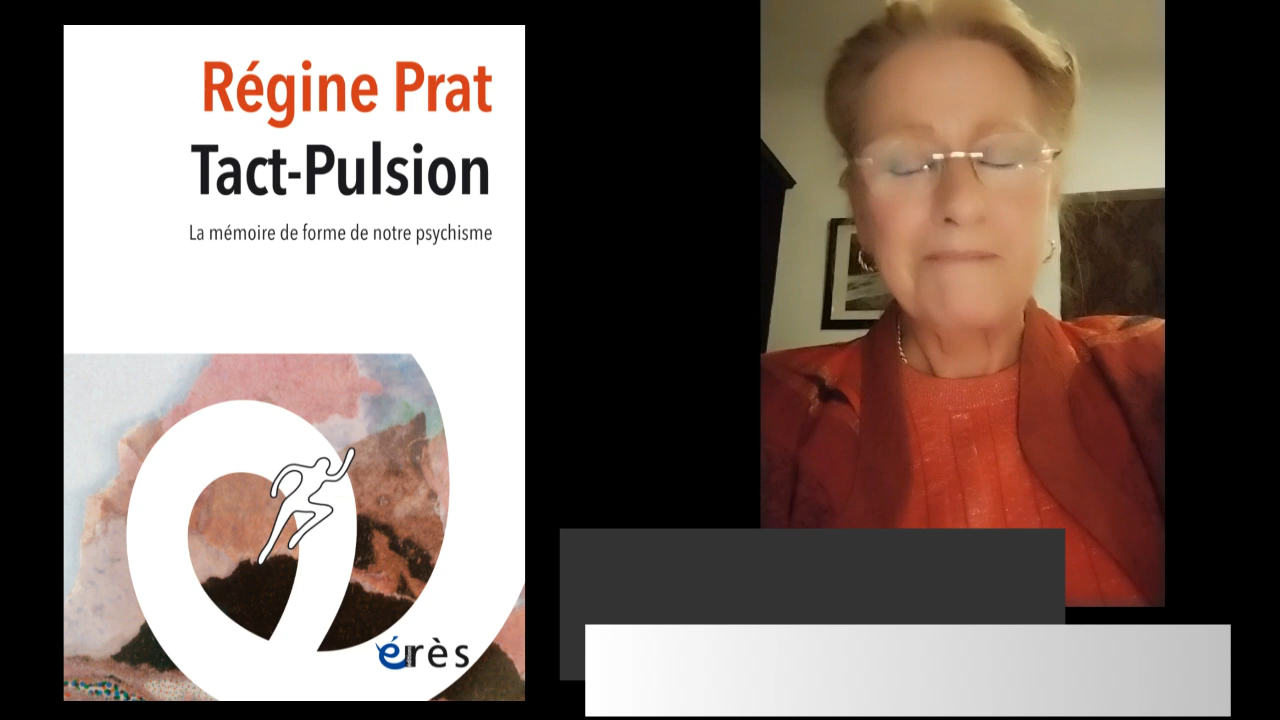 Régine Prat
Tact-Pulsion
La mémoire de forme de notre psychisme
érès